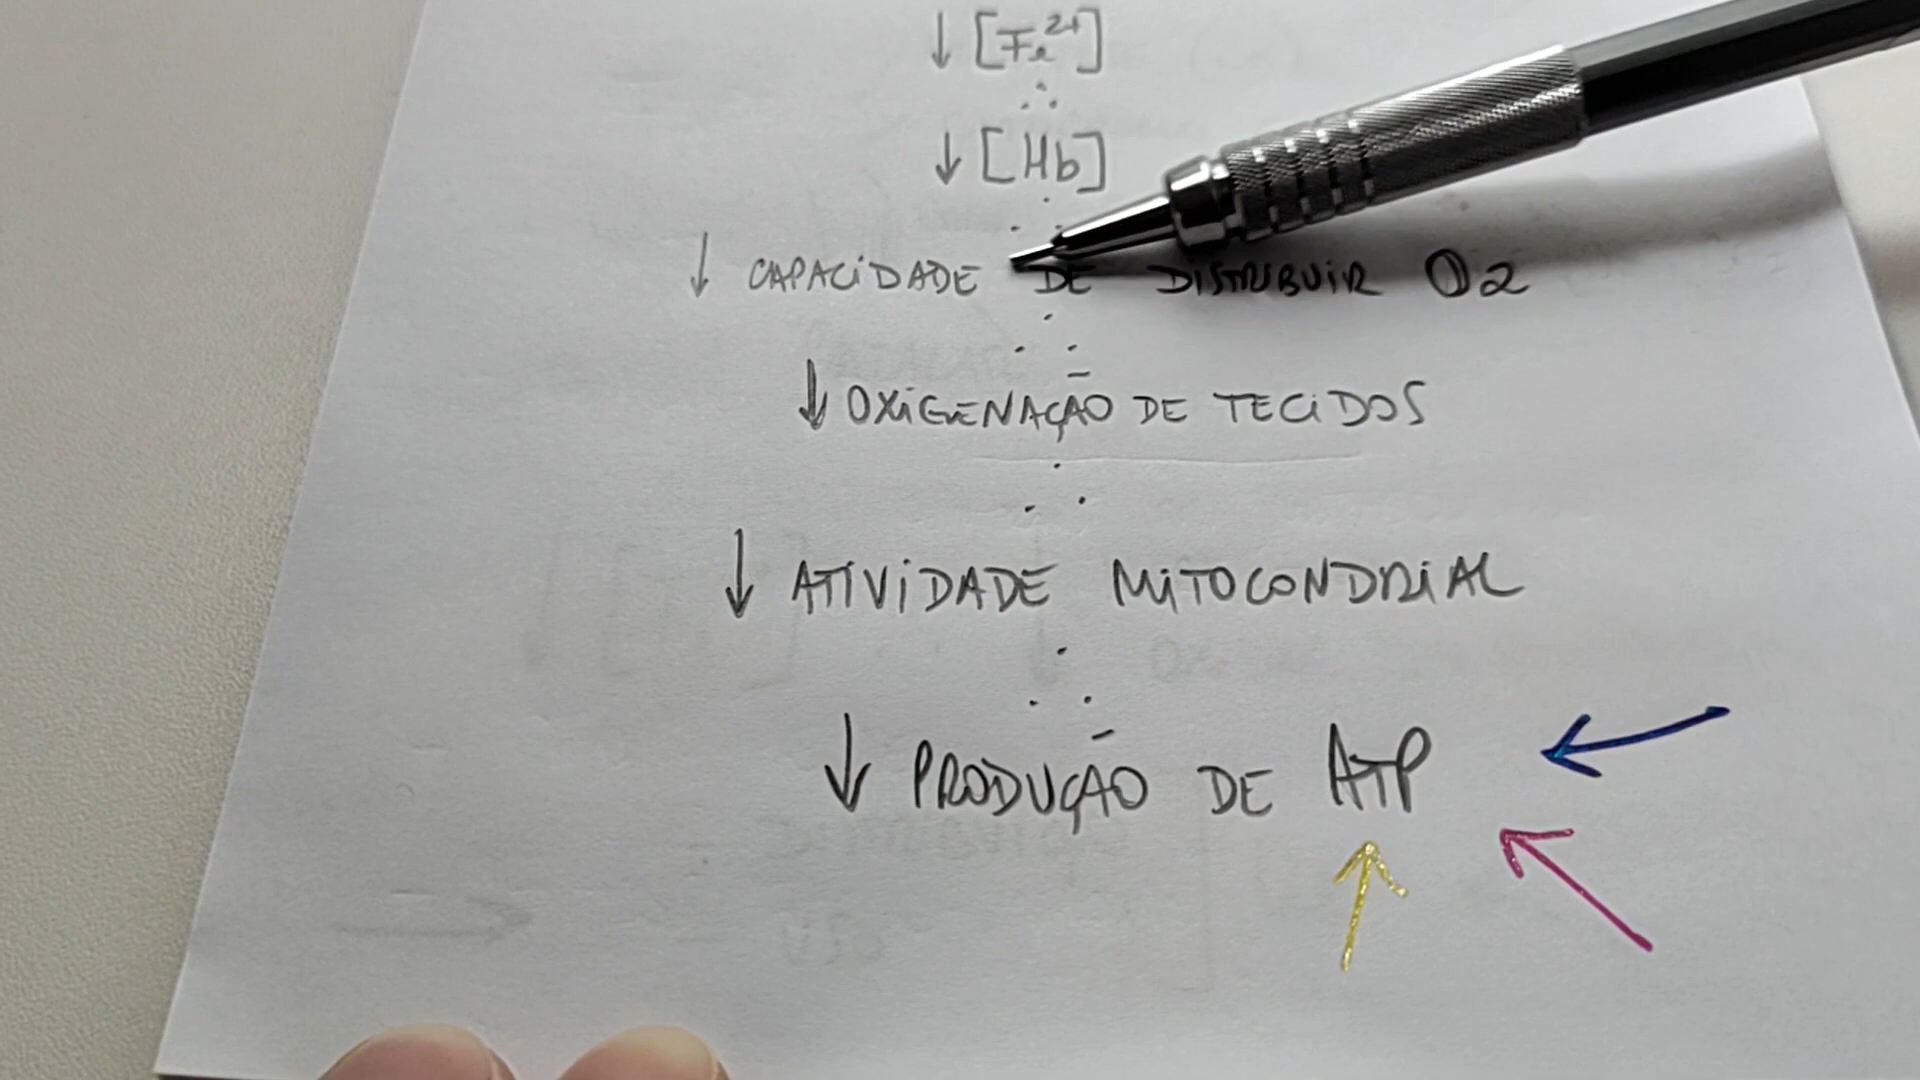 ↓ [Fe²⁺]
∴
↓ [Hb]
∴
↓ CAPACiDADE DE DISTRIBUiR O2
∴
↓ OXiGENAÇÃO DE TECiDOS
∴
↓ ATiViDADE MiTOCONDRiAL
∴
↓ PRODUÇÃO DE ATP